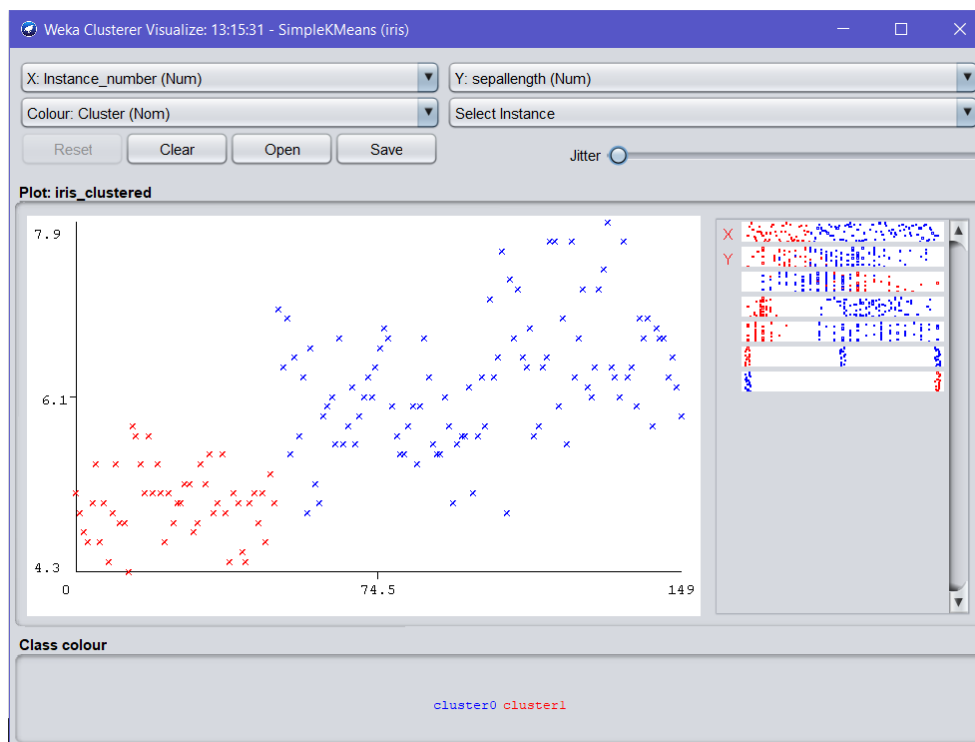 Weka Clusterer Visualize: 13:15:31 - SimpleKMeans (iris)
X: Instance_number (Num) Y: sepallength (Num)
Colour: Cluster (Nom) Select Instance
Reset Clear Open Save Jitter
Plot: iris_clustered
7.9
6.1
4.3
0 74.5 149
X
Y
Class colour
cluster0 cluster1